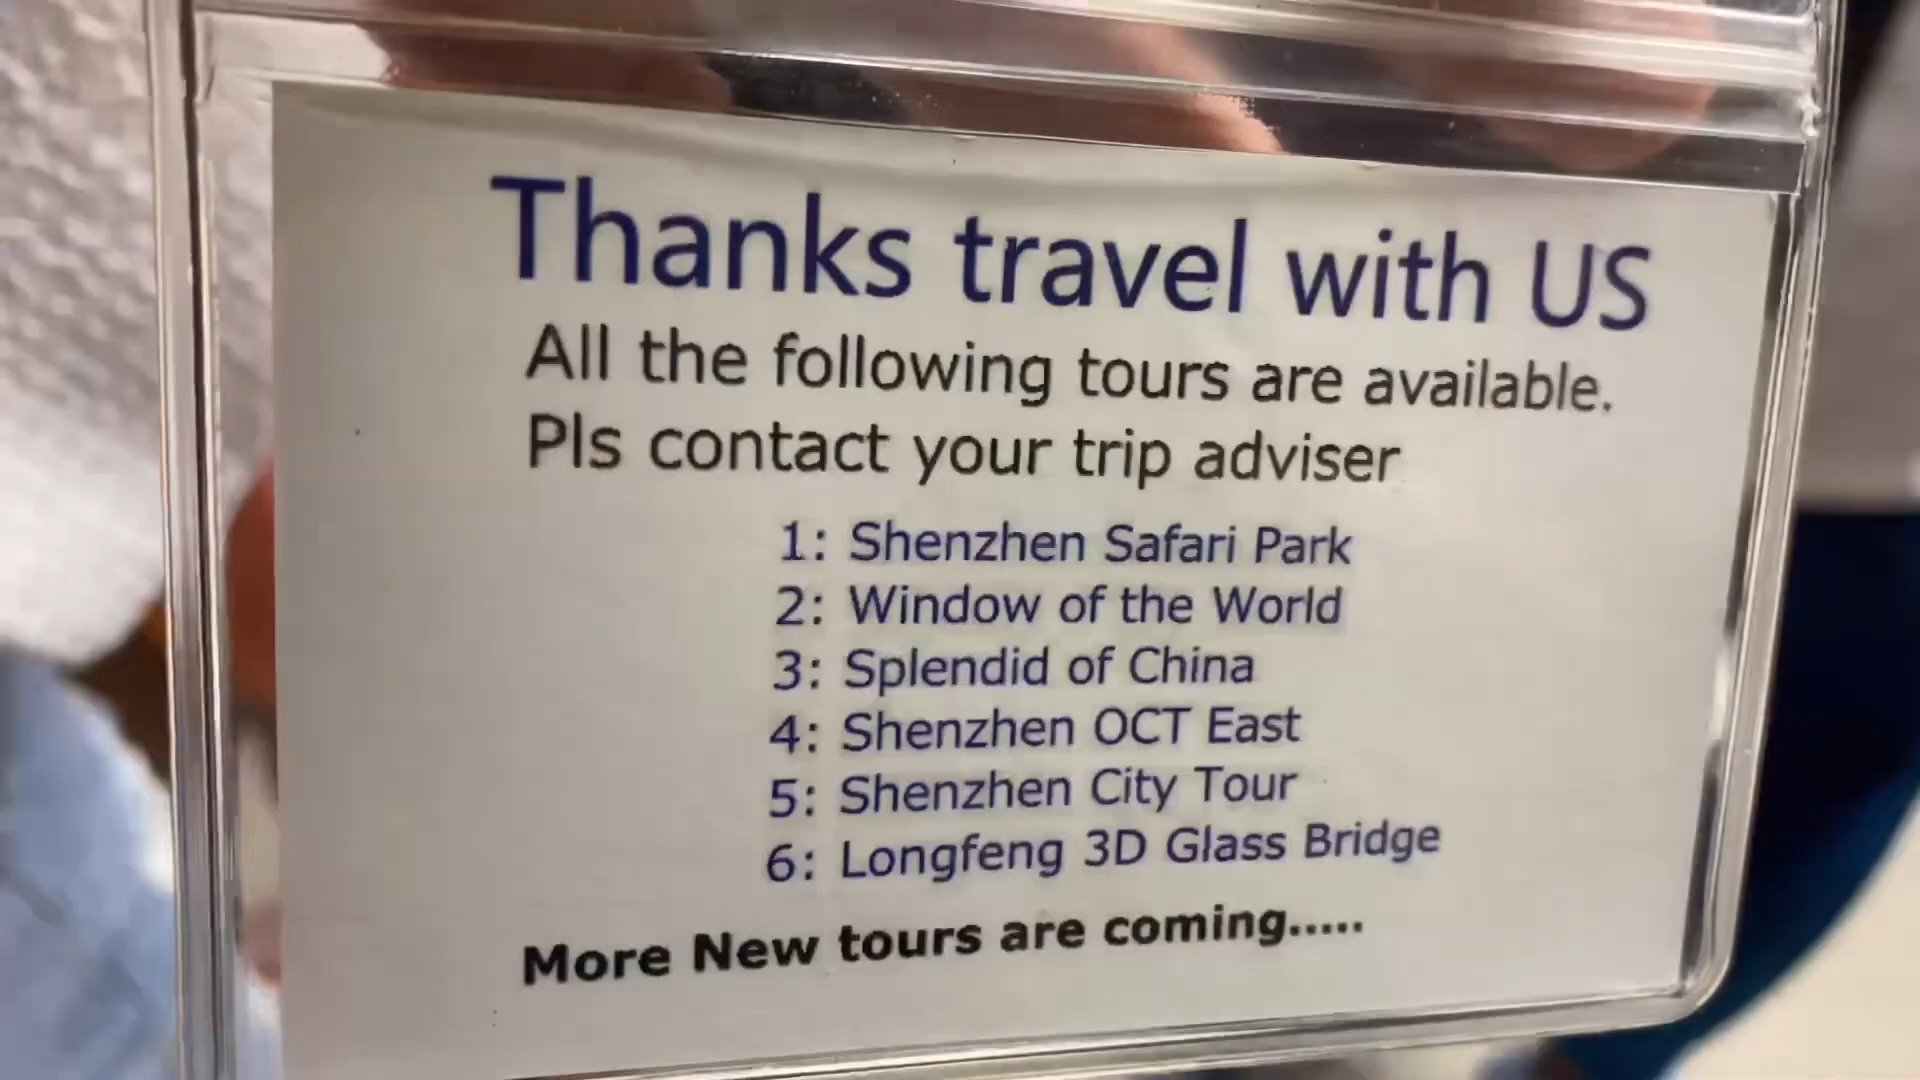 Thanks travel with US
All the following tours are available.
Pls contact your trip adviser
1: Shenzhen Safari Park
2: Window of the World
3: Splendid of China
4: Shenzhen OCT East
5: Shenzhen City Tour
6: Longfeng 3D Glass Bridge
More New tours are coming.....